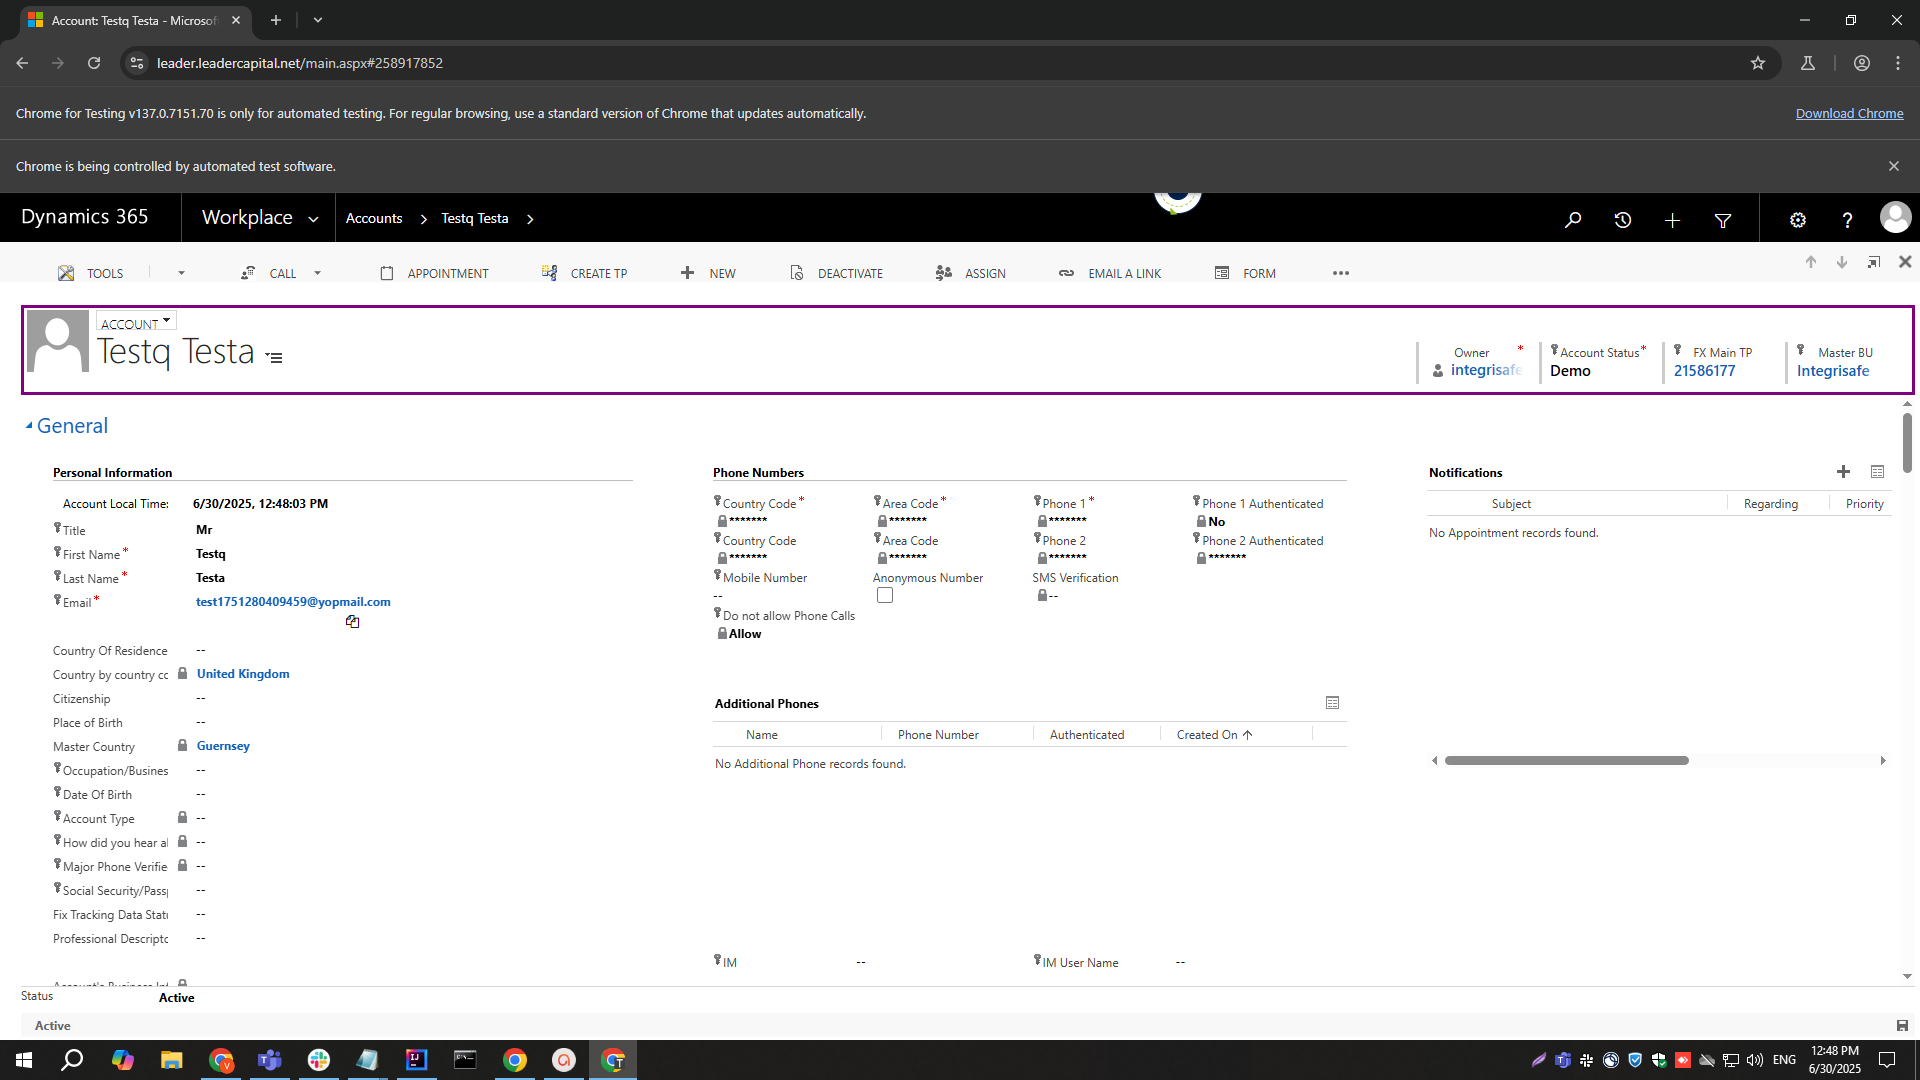 Account: Testq Testa - Microsof
leader.leadercapital.net/main.aspx#258917852
Chrome for Testing v137.0.7151.70 is only for automated testing. For regular browsing, use a standard version of Chrome that updates automatically.
Download Chrome
Chrome is being controlled by automated test software.
Dynamics 365
Workplace
Accounts
Testq Testa
TOOLS
CALL
APPOINTMENT
CREATE TP
NEW
DEACTIVATE
ASSIGN
EMAIL A LINK
FORM
ACCOUNT
Testq Testa
Owner *
integrisafe
Account Status *
Demo
FX Main TP
21586177
Master BU
Integrisafe
General
Personal Information
Account Local Time:
6/30/2025, 12:48:03 PM
Title
Mr
First Name *
Testq
Last Name *
Testa
Email *
test1751280409459@yopmail.com
Country Of Residence
--
Country by country cc
United Kingdom
Citizenship
--
Place of Birth
--
Master Country
Guernsey
Occupation/Busines
--
Date Of Birth
--
Account Type
--
How did you hear a
--
Major Phone Verifie
--
Social Security/Passp
--
Fix Tracking Data Statu
--
Professional Descripto
--
Status
Active
Active
Phone Numbers
Country Code *
*******
Area Code *
*******
Phone 1 *
*******
Phone 1 Authenticated
No
Country Code
*******
Area Code
*******
Phone 2
*******
Phone 2 Authenticated
*******
Mobile Number
--
Anonymous Number
SMS Verification
--
Do not allow Phone Calls
Allow
Additional Phones
Name
Phone Number
Authenticated
Created On
No Additional Phone records found.
IM
--
IM User Name
--
Notifications
Subject
Regarding
Priority
No Appointment records found.
ENG
12:48 PM
6/30/2025